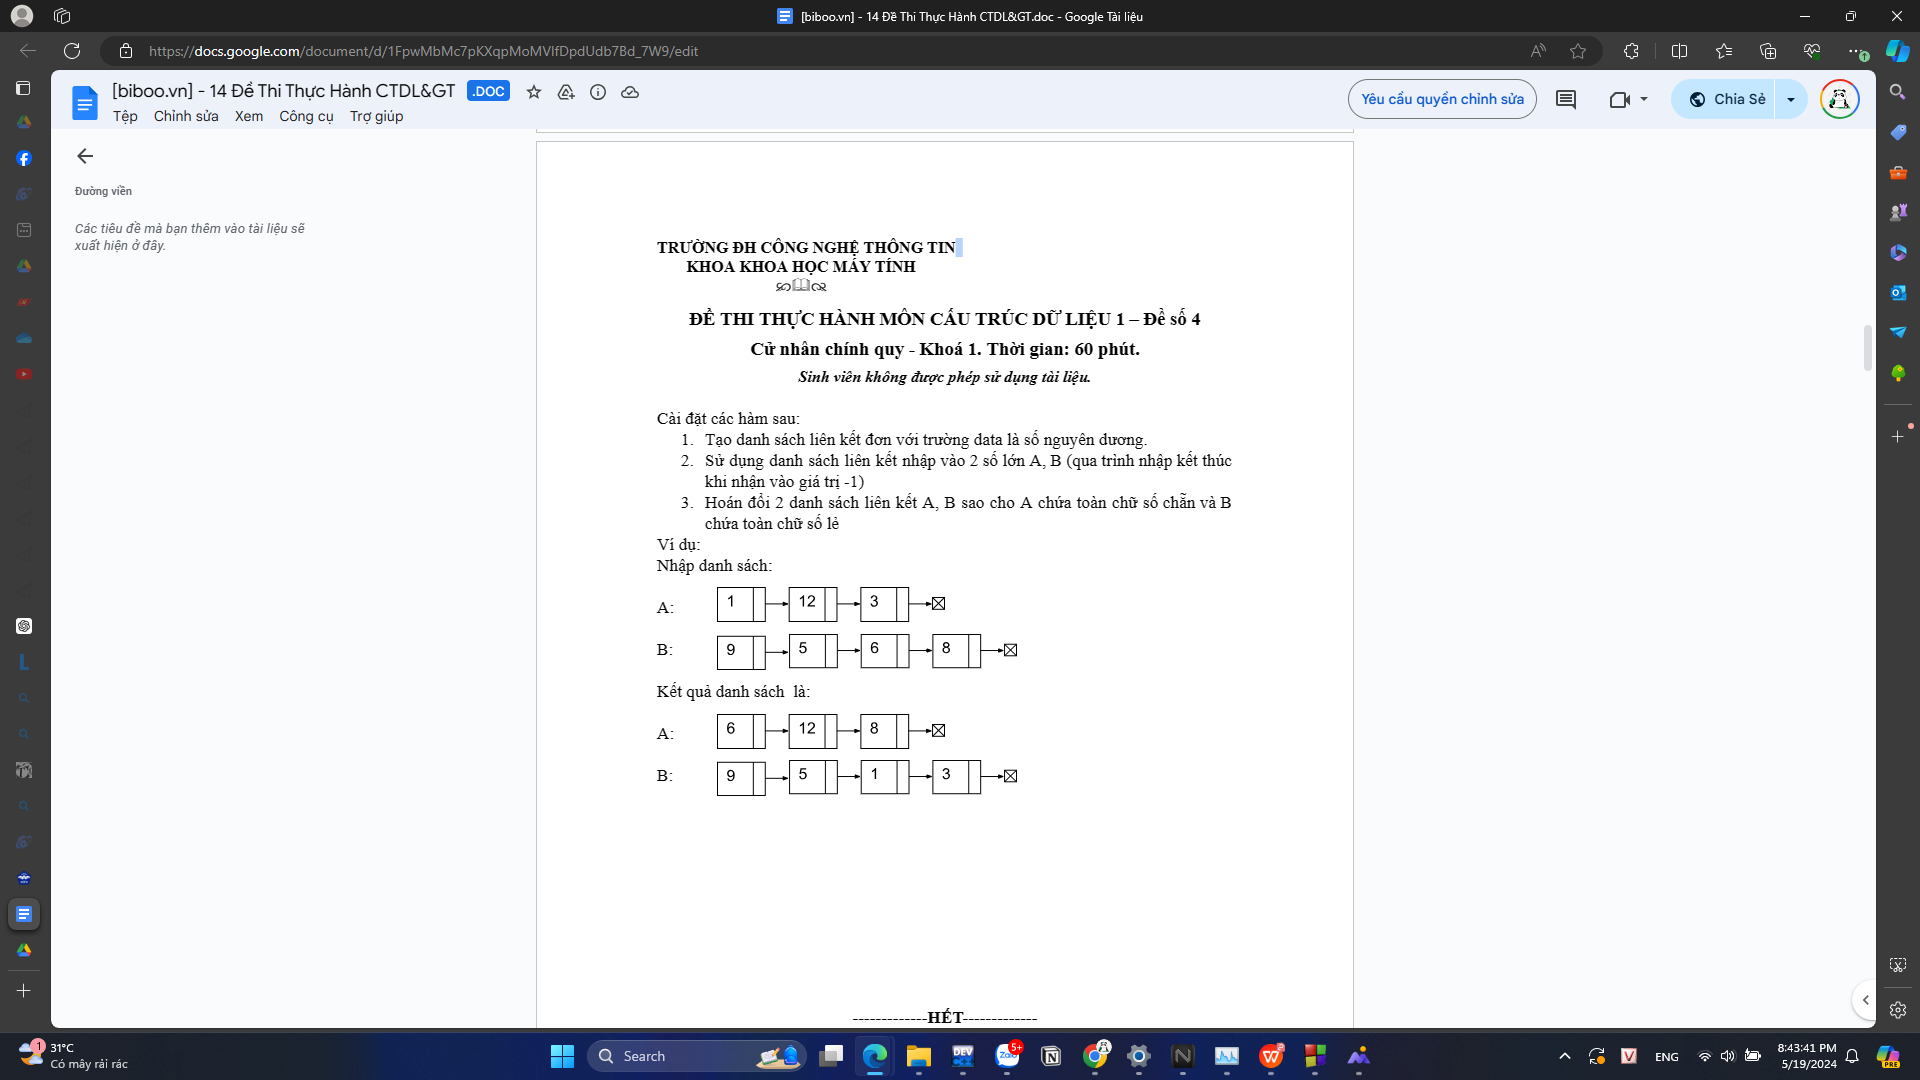 [biboo.vn] - 14 Đề Thi Thực Hành CTDL&GT.doc - Google Tài liệu
https://docs.google.com/document/d/1FpwMbMc7pKXqpMoMVIfDpdUdb7Bd_7W9/edit
[biboo.vn] - 14 Đề Thi Thực Hành CTDL&GT .DOC
Tệp Chỉnh sửa Xem Công cụ Trợ giúp
Yêu cầu quyền chỉnh sửa
Chia Sẻ
Đường viền
Các tiêu đề mà bạn thêm vào tài liệu sẽ
xuất hiện ở đây.
TRƯỜNG ĐH CÔNG NGHỆ THÔNG TIN
KHOA KHOA HỌC MÁY TÍNH
ĐỀ THI THỰC HÀNH MÔN CẤU TRÚC DỮ LIỆU 1 – Đề số 4
Cử nhân chính quy - Khoá 1. Thời gian: 60 phút.
Sinh viên không được phép sử dụng tài liệu.
Cài đặt các hàm sau:
1. Tạo danh sách liên kết đơn với trường data là số nguyên dương.
2. Sử dụng danh sách liên kết nhập vào 2 số lớn A, B (qua trình nhập kết thúc
khi nhận vào giá trị -1)
3. Hoán đổi 2 danh sách liên kết A, B sao cho A chứa toàn chữ số chẵn và B
chứa toàn chữ số lẻ
Ví dụ:
Nhập danh sách:
A: 1 12 3
B: 9 5 6 8
Kết quả danh sách là:
A: 6 12 8
B: 9 5 1 3
-------------HẾT-------------
1
31°C
Có mây rải rác
Search
DEV
Zalo
5+
ENG
8:43:41 PM
5/19/2024
PRE